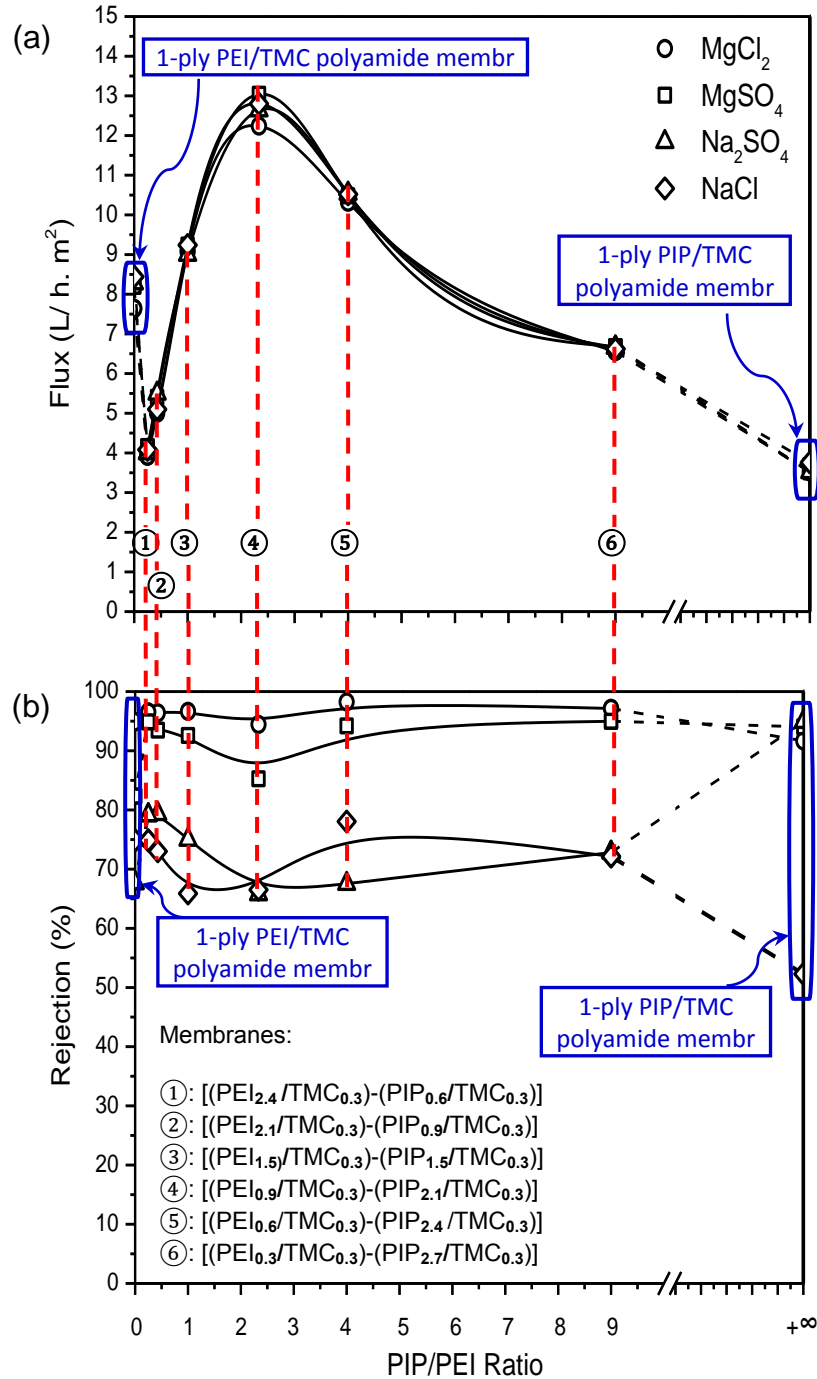 (a)
15
14
13
12
11
10
9
8
7
6
5
4
3
2
1
0
Flux (L/ h. m²)
1-ply PEI/TMC polyamide membr
MgCl₂
MgSO₄
Na₂SO₄
NaCl
1-ply PIP/TMC
polyamide membr
① ③ ④ ⑤ ⑥
②
(b)
100
90
80
70
60
50
40
30
20
10
0
Rejection (%)
1-ply PEI/TMC
polyamide membr
1-ply PIP/TMC
polyamide membr
Membranes:
①: [(PEI₂.₄/TMC₀.₃)-(PIP₀.₆/TMC₀.₃)]
②: [(PEI₂.₁/TMC₀.₃)-(PIP₀.₉/TMC₀.₃)]
③: [(PEI₁.₅₎/TMC₀.₃)-(PIP₁.₅/TMC₀.₃)]
④: [(PEI₀.₉/TMC₀.₃)-(PIP₂.₁/TMC₀.₃)]
⑤: [(PEI₀.₆/TMC₀.₃)-(PIP₂.₄/TMC₀.₃)]
⑥: [(PEI₀.₃/TMC₀.₃)-(PIP₂.₇/TMC₀.₃)]
0 1 2 3 4 5 6 7 8 9 +∞
PIP/PEI Ratio